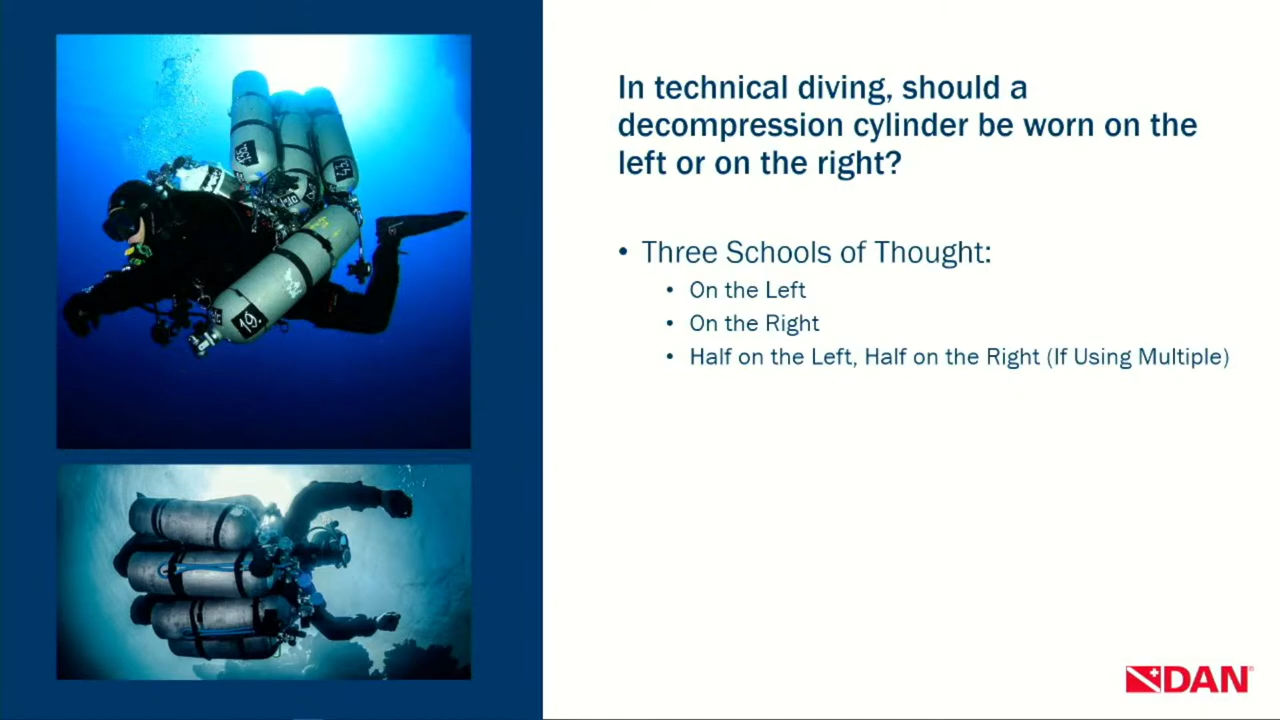 In technical diving, should a
decompression cylinder be worn on the
left or on the right?
• Three Schools of Thought:
• On the Left
• On the Right
• Half on the Left, Half on the Right (If Using Multiple)
19.
DAN